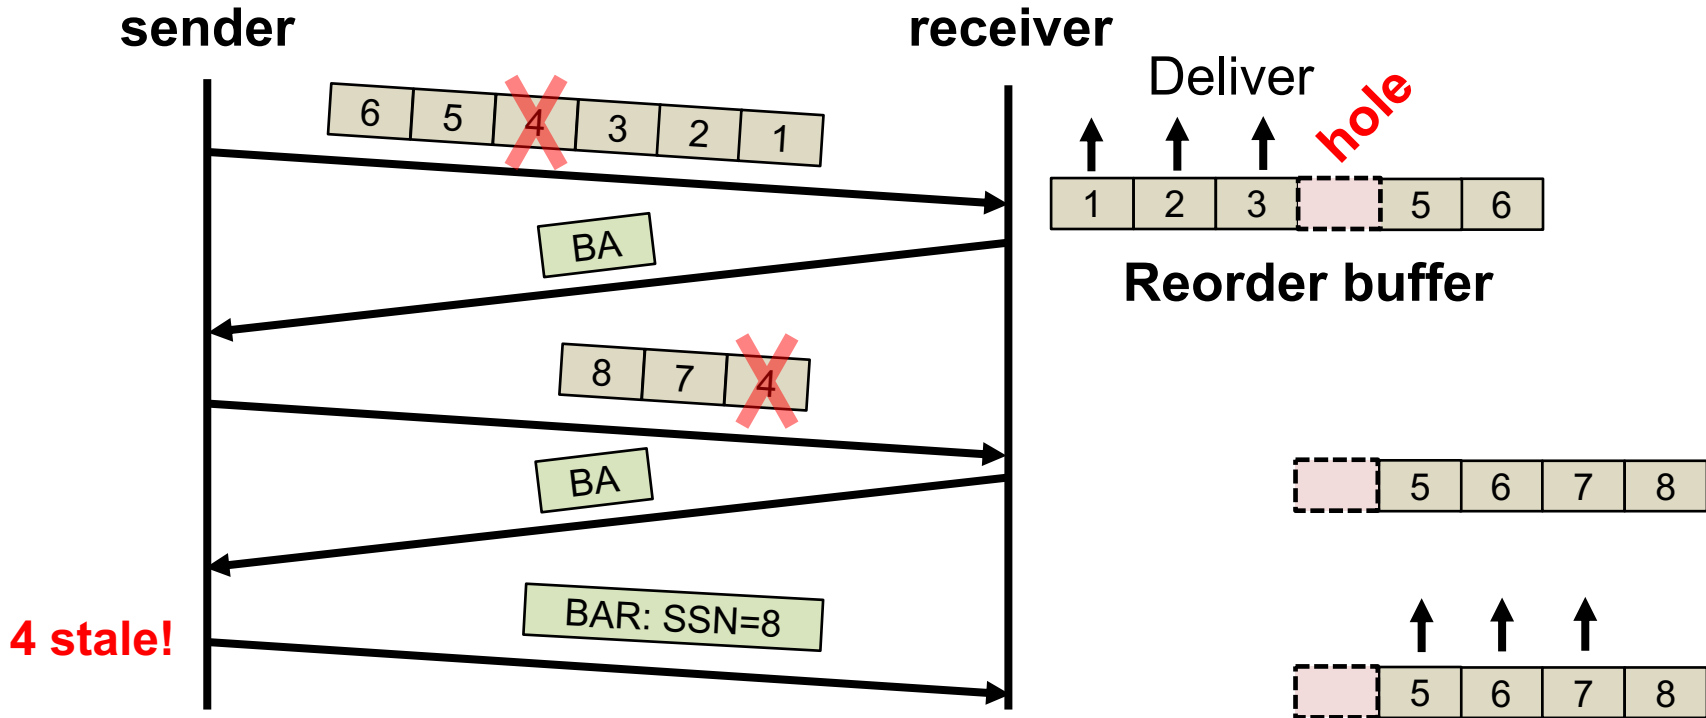 sender
receiver
Deliver
hole
6 5 4 3 2 1
1 2 3 5 6
BA
Reorder buffer
8 7 4
BA
5 6 7 8
BAR: SSN=8
4 stale!
5 6 7 8